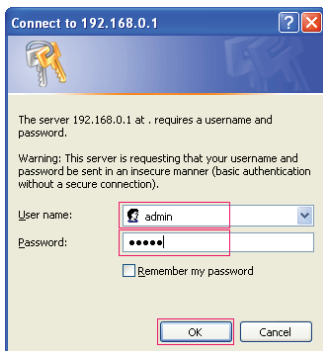 Connect to 192.168.0.1
The server 192.168.0.1 at . requires a username and
password.
Warning: This server is requesting that your username and
password be sent in an insecure manner (basic authentication
without a secure connection).
User name:
admin
Password:
•••••
Remember my password
OK
Cancel